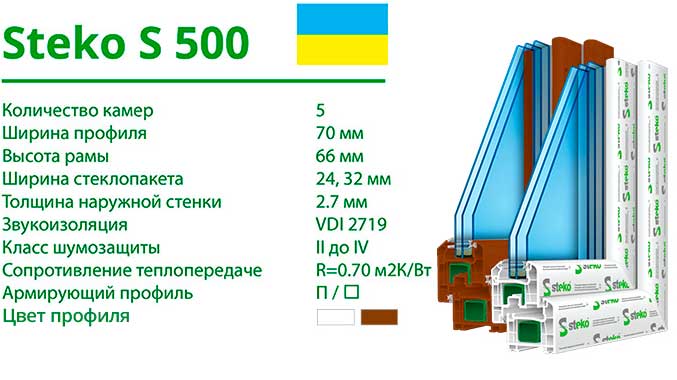 Steko S 500
Количество камер 5
Ширина профиля 70 мм
Высота рамы 66 мм
Ширина стеклопакета 24, 32 мм
Толщина наружной стенки 2.7 мм
Звукоизоляция VDI 2719
Класс шумозащиты II до IV
Сопротивление теплопередаче R=0.70 м2К/Вт
Армирующий профиль П / □
Цвет профиля
steko
steko
steko
steko